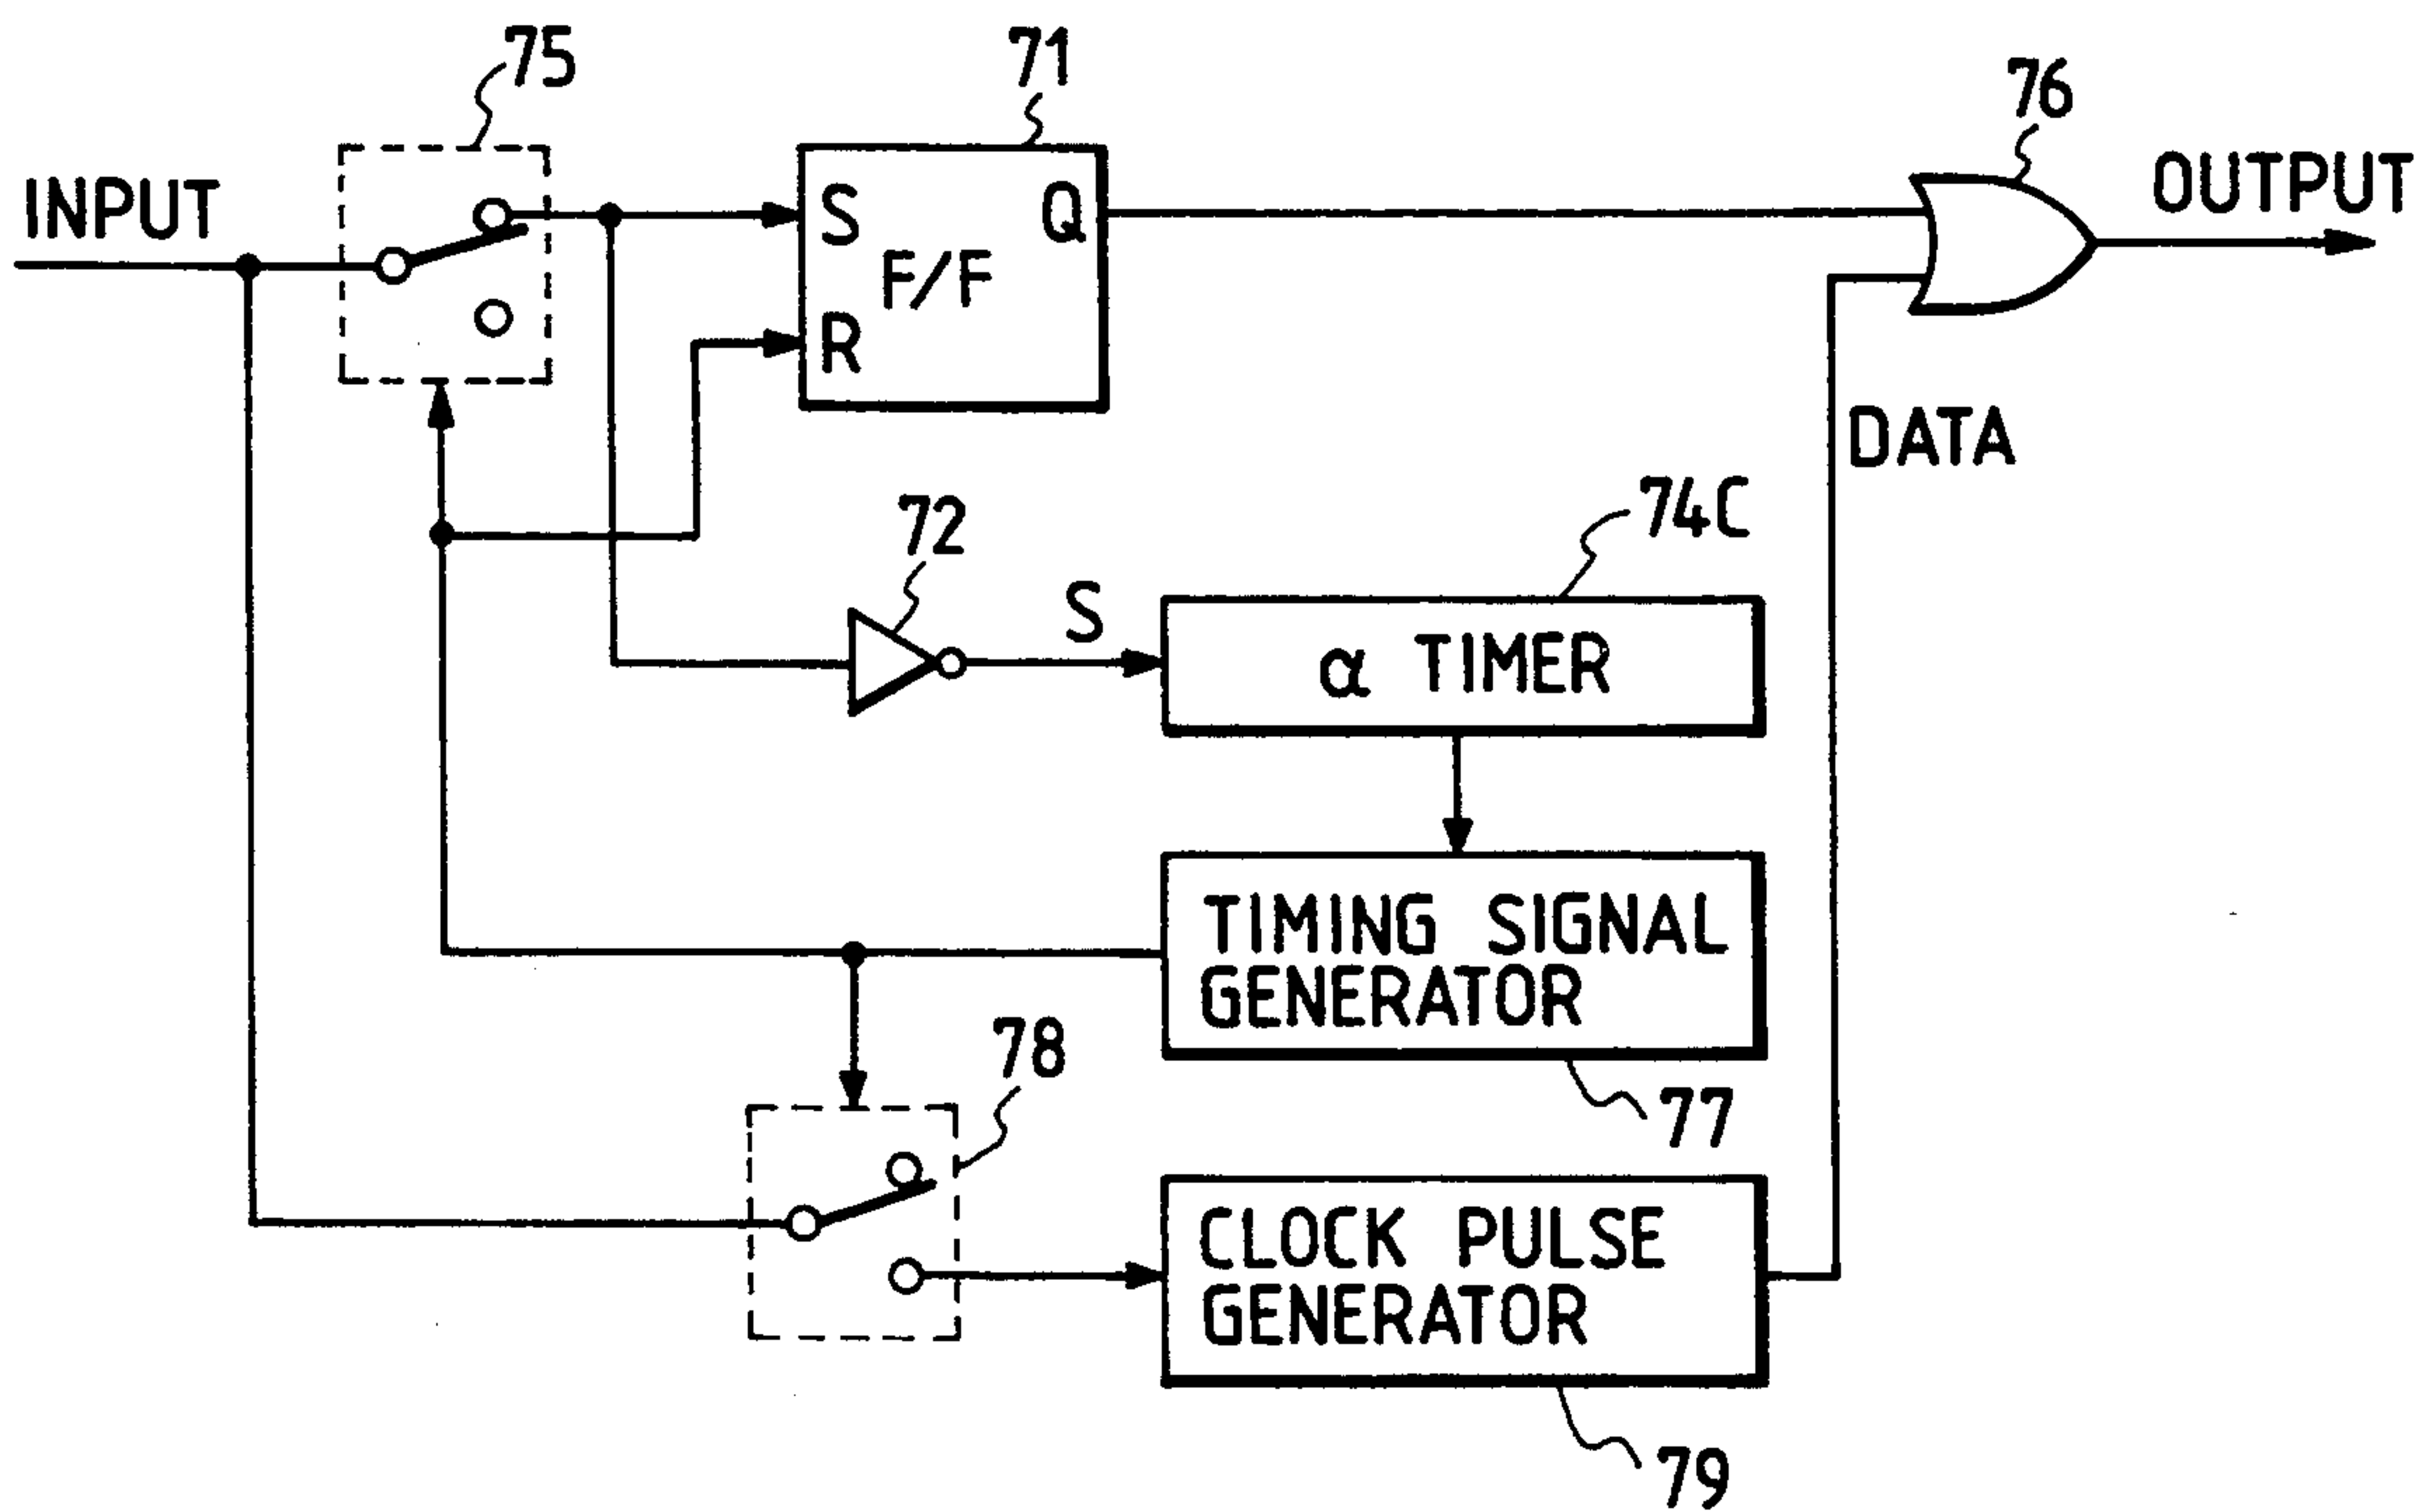 75
71
76
INPUT
S
Q
F/F
R
OUTPUT
DATA
72
S
74C
α TIMER
TIMING SIGNAL
GENERATOR
78
77
CLOCK PULSE
GENERATOR
79